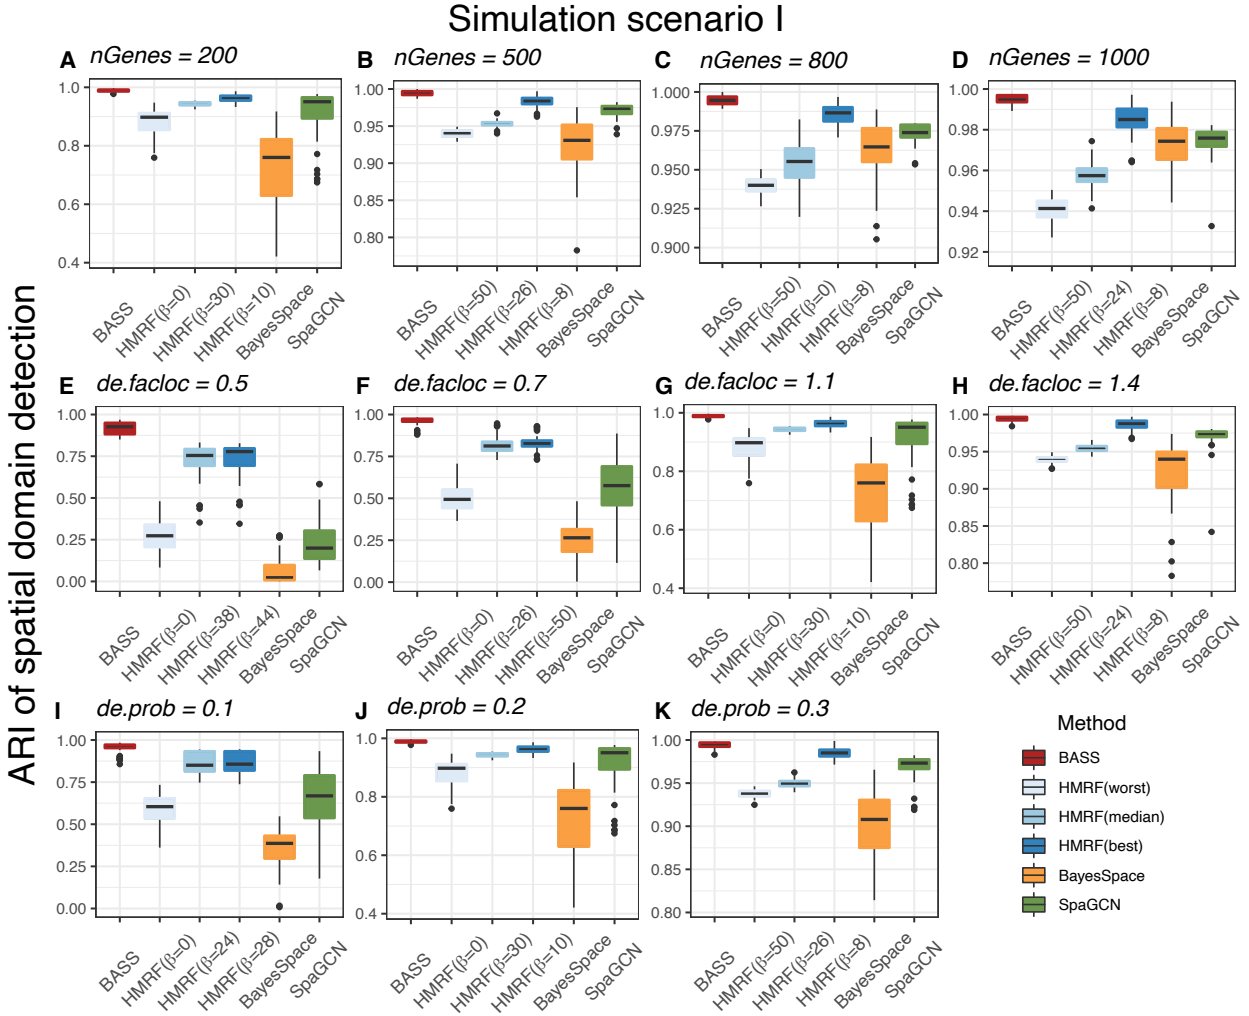 Simulation scenario I
ARI of spatial domain detection
A nGenes = 200
1.0
0.8
0.6
0.4
BASS
HMRF(β=0)
HMRF(β=30)
HMRF(β=10)
BayesSpace
SpaGCN
B nGenes = 500
1.00
0.95
0.90
0.85
0.80
BASS
HMRF(β=50)
HMRF(β=26)
HMRF(β=8)
BayesSpace
SpaGCN
C nGenes = 800
1.000
0.975
0.950
0.925
0.900
BASS
HMRF(β=50)
HMRF(β=0)
HMRF(β=8)
BayesSpace
SpaGCN
D nGenes = 1000
1.00
0.98
0.96
0.94
0.92
BASS
HMRF(β=50)
HMRF(β=24)
HMRF(β=8)
BayesSpace
SpaGCN
E de.facloc = 0.5
1.00
0.75
0.50
0.25
0.00
BASS
HMRF(β=0)
HMRF(β=38)
HMRF(β=44)
BayesSpace
SpaGCN
F de.facloc = 0.7
1.00
0.75
0.50
0.25
0.00
BASS
HMRF(β=0)
HMRF(β=26)
HMRF(β=50)
BayesSpace
SpaGCN
G de.facloc = 1.1
1.0
0.8
0.6
0.4
BASS
HMRF(β=0)
HMRF(β=30)
HMRF(β=10)
BayesSpace
SpaGCN
H de.facloc = 1.4
1.00
0.95
0.90
0.85
0.80
BASS
HMRF(β=50)
HMRF(β=24)
HMRF(β=8)
BayesSpace
SpaGCN
I de.prob = 0.1
1.00
0.75
0.50
0.25
0.00
BASS
HMRF(β=0)
HMRF(β=24)
HMRF(β=28)
BayesSpace
SpaGCN
J de.prob = 0.2
1.0
0.8
0.6
0.4
BASS
HMRF(β=0)
HMRF(β=30)
HMRF(β=10)
BayesSpace
SpaGCN
K de.prob = 0.3
1.00
0.95
0.90
0.85
0.80
BASS
HMRF(β=50)
HMRF(β=26)
HMRF(β=8)
BayesSpace
SpaGCN
Method
BASS
HMRF(worst)
HMRF(median)
HMRF(best)
BayesSpace
SpaGCN